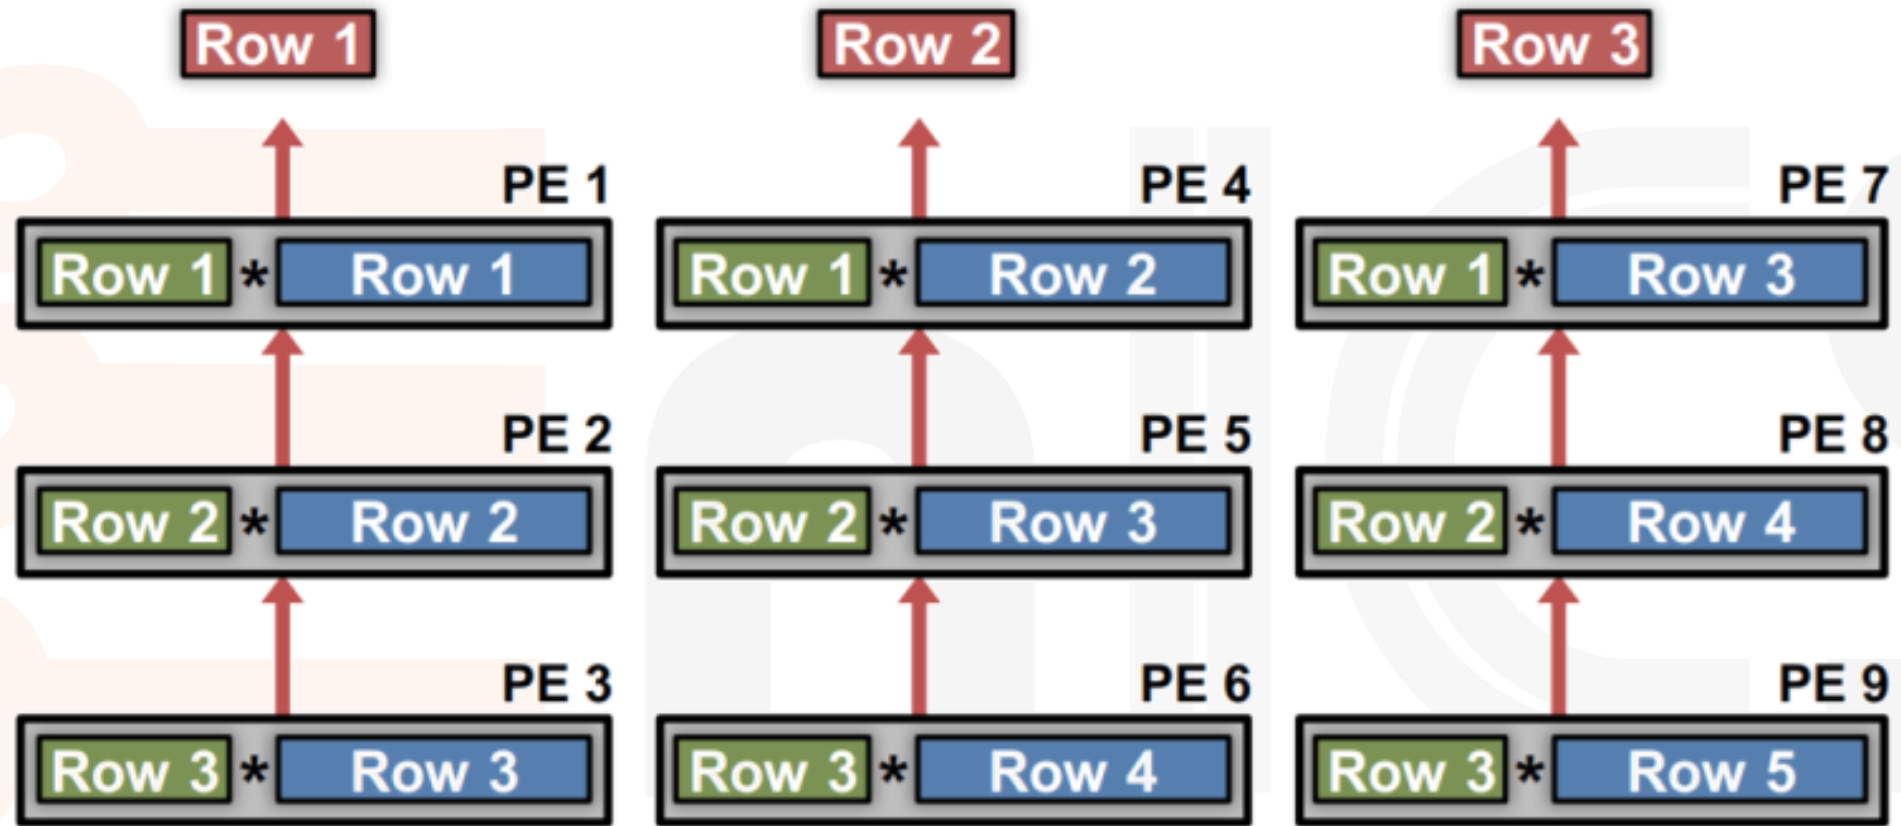 Row 1 Row 2 Row 3
PE 1 PE 4 PE 7
Row 1 * Row 1 Row 1 * Row 2 Row 1 * Row 3
PE 2 PE 5 PE 8
Row 2 * Row 2 Row 2 * Row 3 Row 2 * Row 4
PE 3 PE 6 PE 9
Row 3 * Row 3 Row 3 * Row 4 Row 3 * Row 5